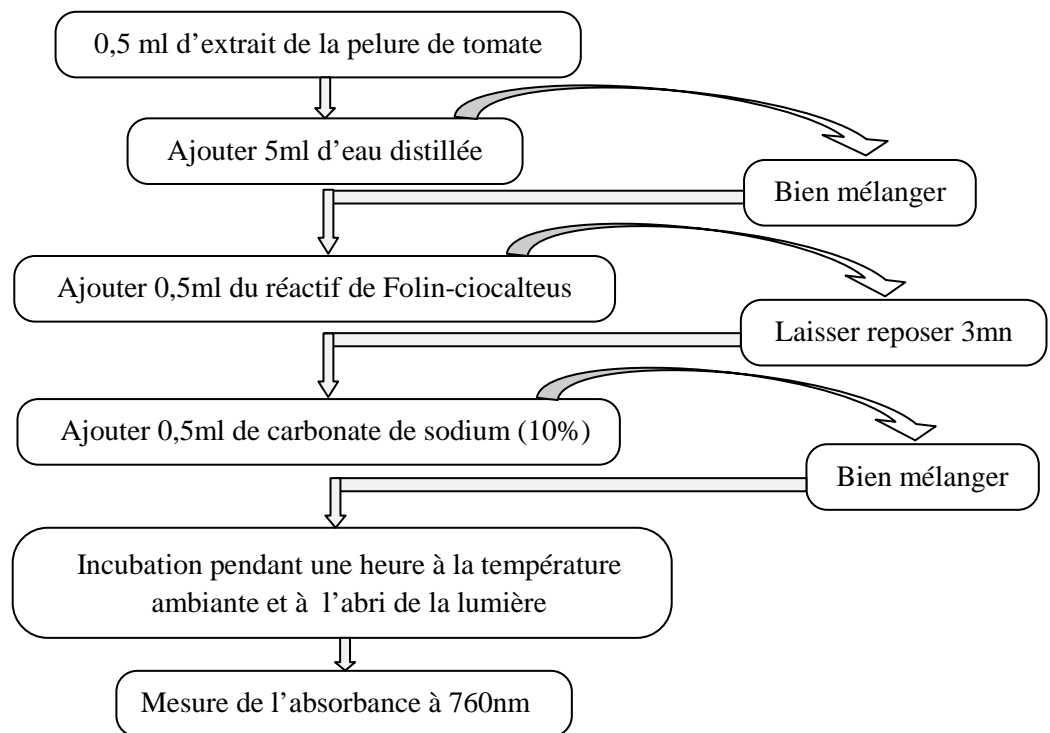 0,5 ml d’extrait de la pelure de tomate
Ajouter 5ml d’eau distillée
Bien mélanger
Ajouter 0,5ml du réactif de Folin-ciocalteus
Laisser reposer 3mn
Ajouter 0,5ml de carbonate de sodium (10%)
Bien mélanger
Incubation pendant une heure à la température
ambiante et à l’abri de la lumière
Mesure de l’absorbance à 760nm